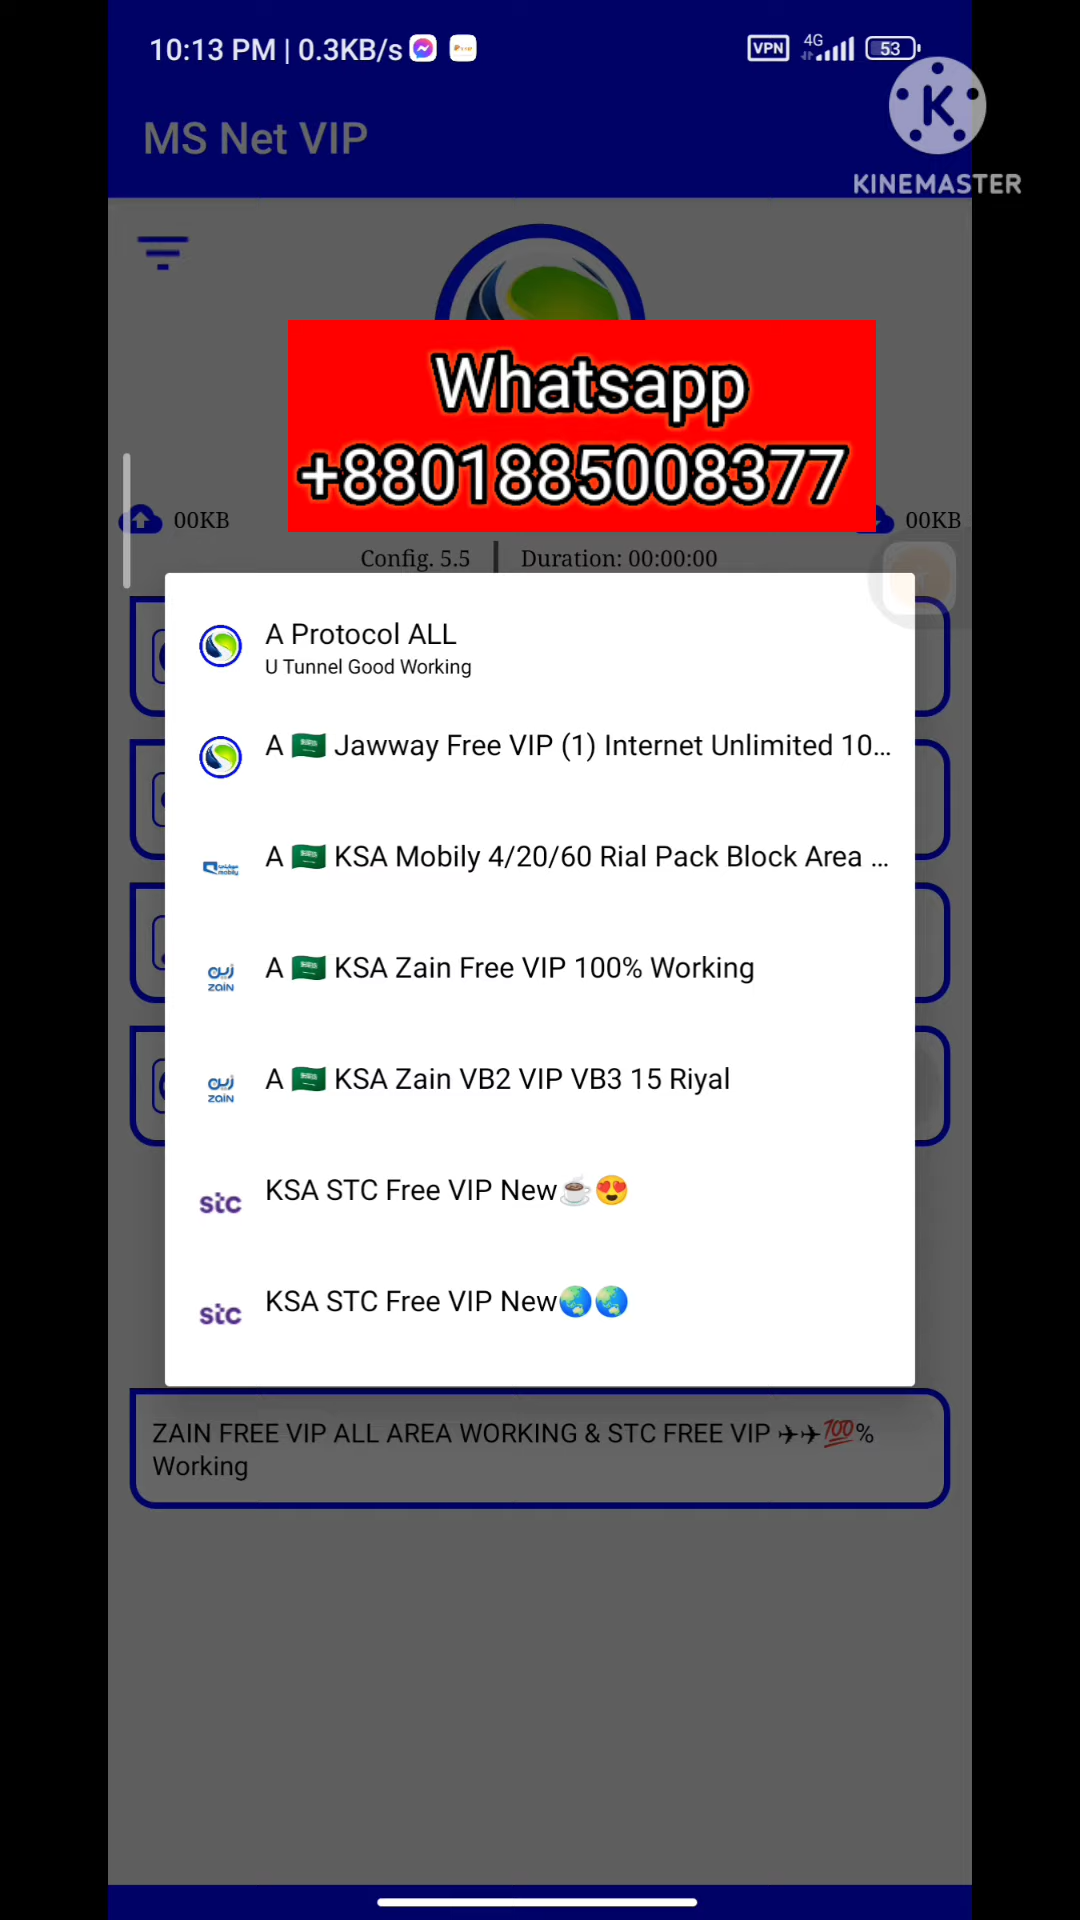 10:13 PM | 0.3KB/s
VPN 4G 53
MS Net VIP
K
KINEMASTER
Whatsapp
+8801885008377
00KB 00KB
Config. 5.5 | Duration: 00:00:00
A Protocol ALL
U Tunnel Good Working
A 🇸🇦 Jawway Free VIP (1) Internet Unlimited 10...
A 🇸🇦 KSA Mobily 4/20/60 Rial Pack Block Area ...
موبايلي
mobily
A 🇸🇦 KSA Zain Free VIP 100% Working
زين
ZAIN
A 🇸🇦 KSA Zain VB2 VIP VB3 15 Riyal
زين
ZAIN
KSA STC Free VIP New☕😍
stc
KSA STC Free VIP New🌏🌏
stc
ZAIN FREE VIP ALL AREA WORKING & STC FREE VIP ✈✈💯%
Working